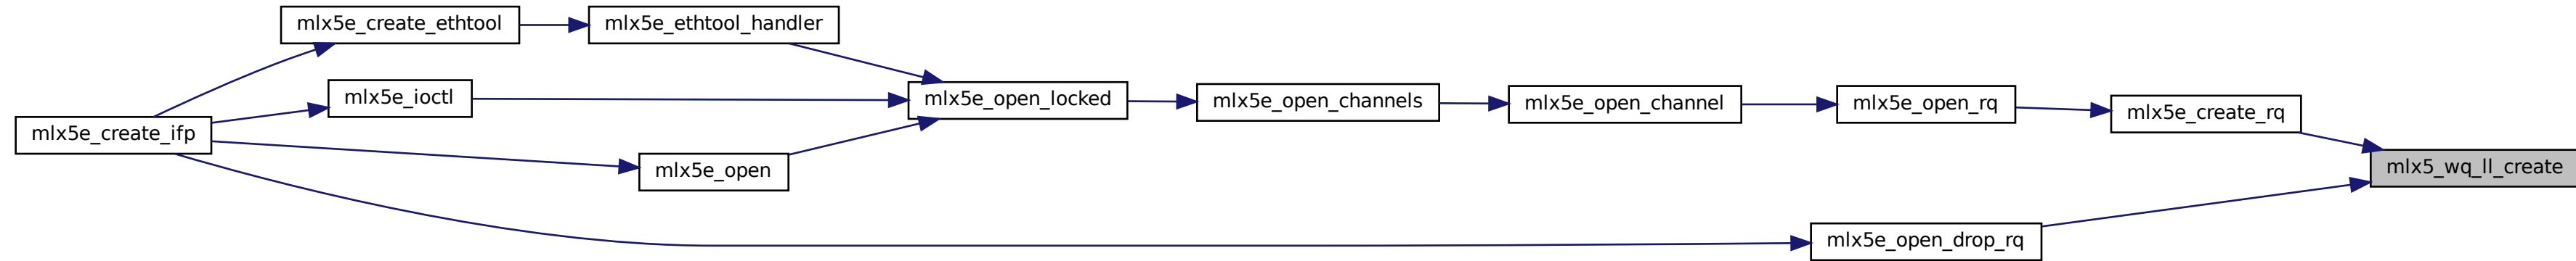 mlx5e_create_ethtool
mlx5e_ethtool_handler
mlx5e_ioctl
mlx5e_open_locked
mlx5e_open_channels
mlx5e_open_channel
mlx5e_open_rq
mlx5e_create_rq
mlx5e_create_ifp
mlx5e_open
mlx5_wq_ll_create
mlx5e_open_drop_rq